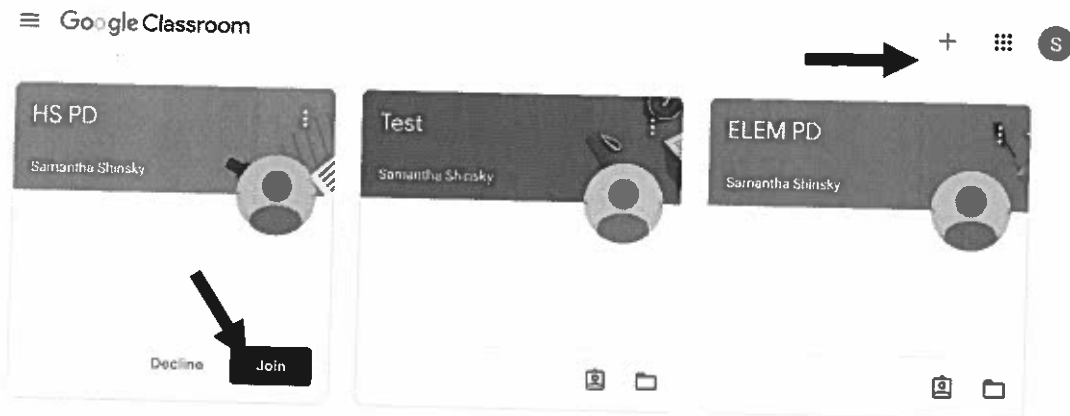 Google Classroom
S
HS PD
Samantha Shinsky
Decline
Join
Test
Samantha Shinsky
ELEM PD
Samantha Shinsky